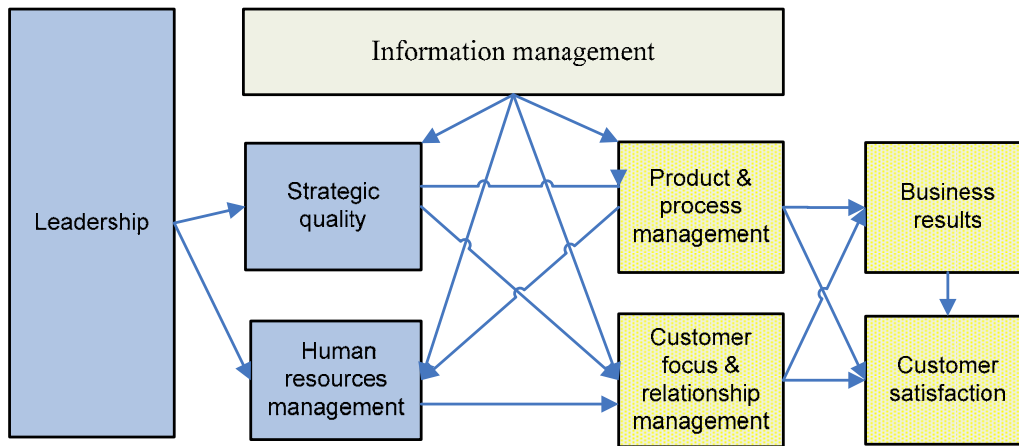 Information management
Leadership
Strategic
quality
Product &
process
management
Business
results
Human
resources
management
Customer
focus &
relationship
management
Customer
satisfaction